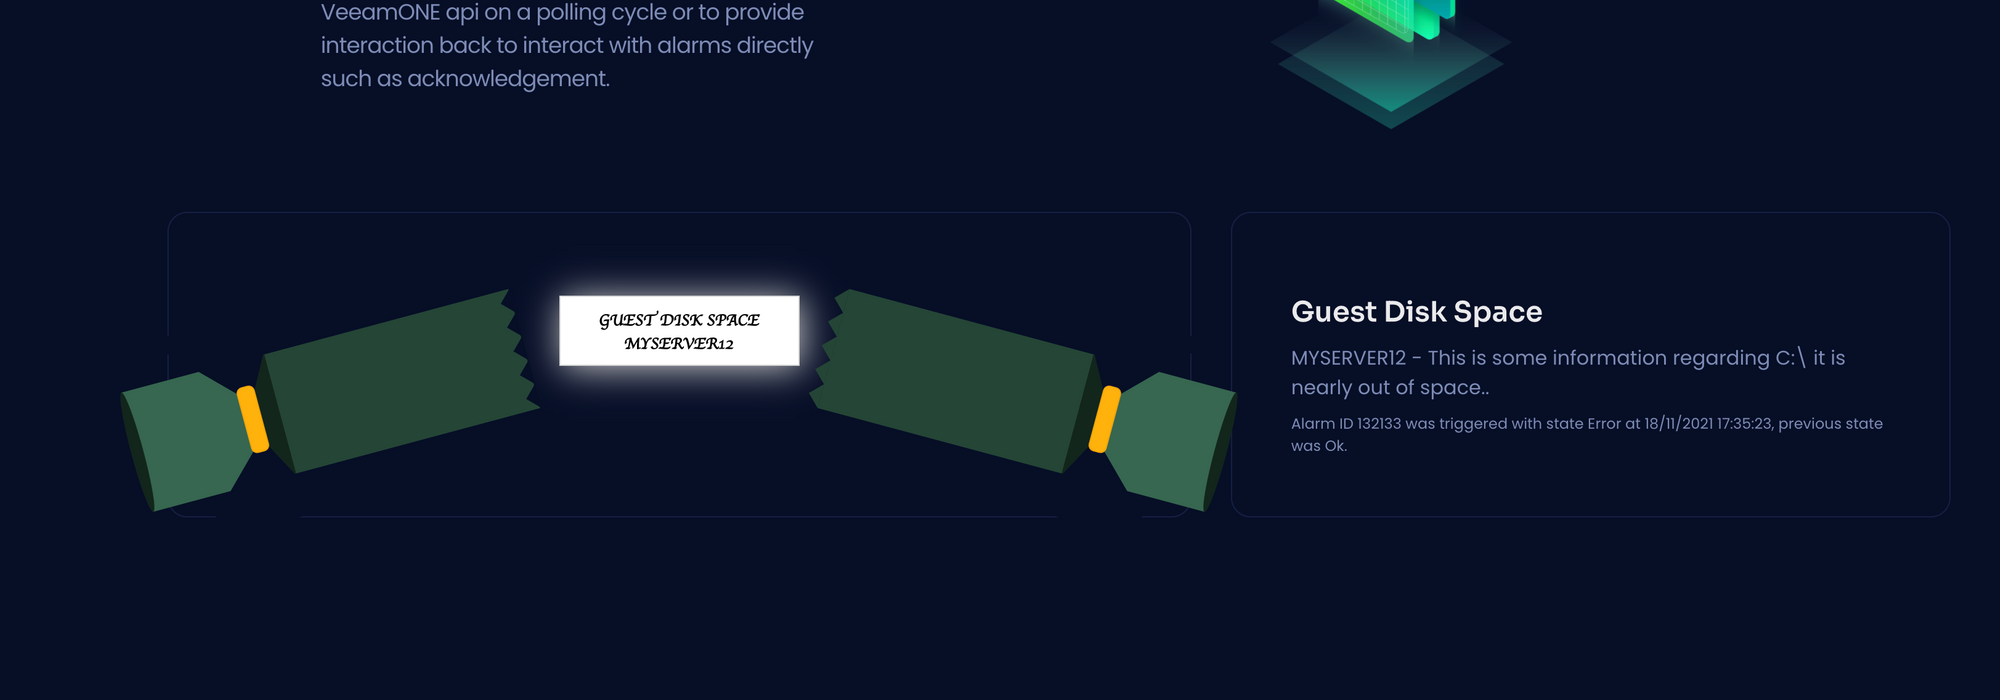 VeeamONE api on a polling cycle or to provide
interaction back to interact with alarms directly
such as acknowledgement.
GUEST DISK SPACE
MYSERVER12
Guest Disk Space
MYSERVER12 - This is some information regarding C:\ it is
nearly out of space..
Alarm ID 132133 was triggered with state Error at 18/11/2021 17:35:23, previous state
was Ok.